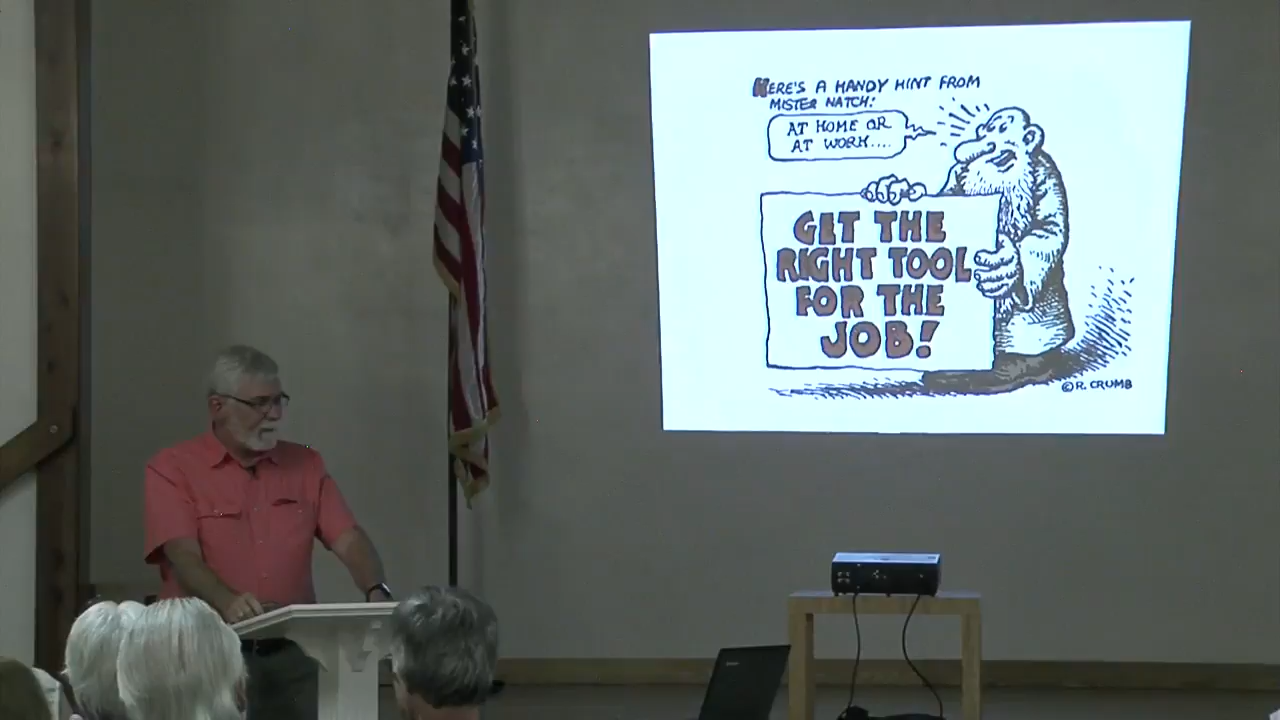 HERE'S A HANDY HINT FROM
MISTER NATCH:
AT HOME OR
AT WORK....
GET THE
RIGHT TOOL
FOR THE
JOB!
©R. CRUMB